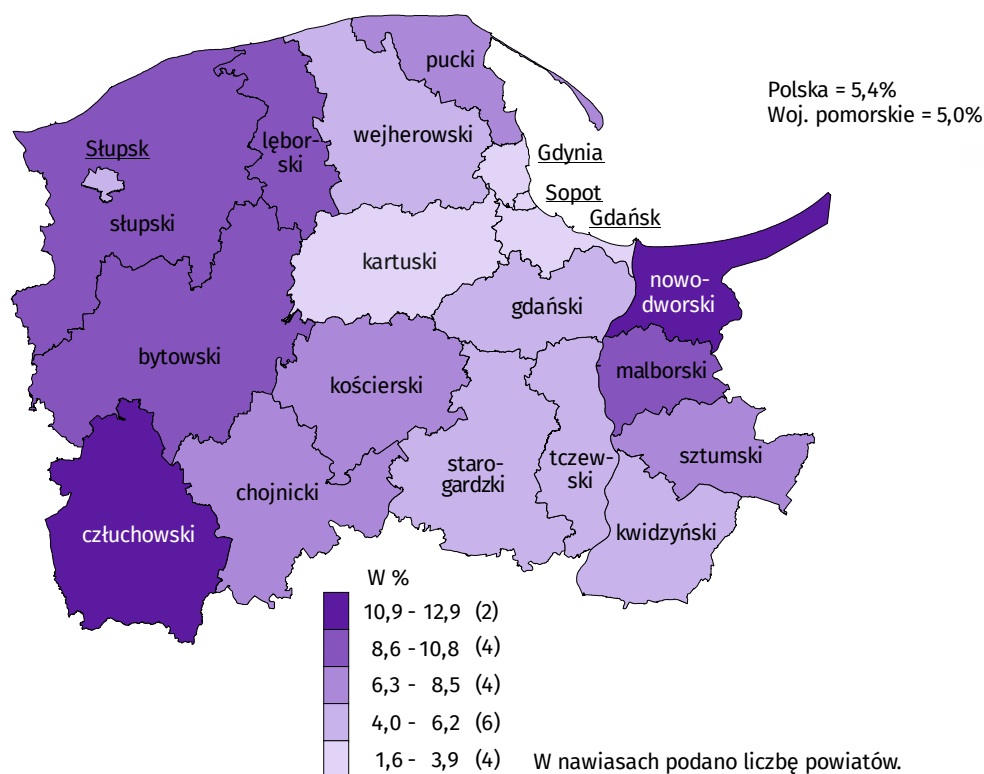 pucki
Polska = 5,4%
Woj. pomorskie = 5,0%
wejherowski
Słupsk
lębor-
ski
Gdynia
Sopot
Gdańsk
słupski
kartuski
nowo-
dworski
gdański
bytowski
kościerski
malborski
sztumski
staro-
gardzki
tczew-
ski
chojnicki
człuchowski
kwidzyński
W %
10,9 - 12,9 (2)
8,6 - 10,8 (4)
6,3 - 8,5 (4)
4,0 - 6,2 (6)
1,6 - 3,9 (4)
W nawiasach podano liczbę powiatów.